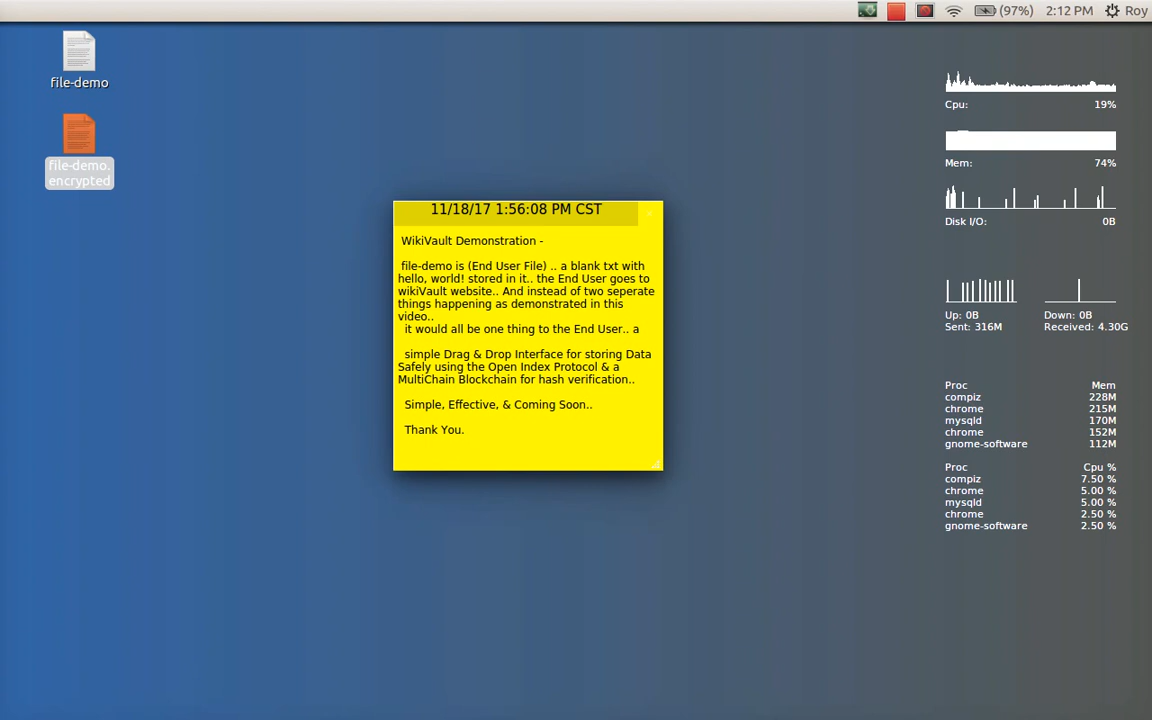 (97%) 2:12 PM Roy
file-demo
file-demo.
encrypted
11/18/17 1:56:08 PM CST
WikiVault Demonstration -
file-demo is (End User File) .. a blank txt with
hello, world! stored in it.. the End User goes to
wikiVault website.. And instead of two seperate
things happening as demonstrated in this
video..
it would all be one thing to the End User.. a
simple Drag & Drop Interface for storing Data
Safely using the Open Index Protocol & a
MultiChain Blockchain for hash verification..
Simple, Effective, & Coming Soon..
Thank You.
Cpu: 19%
Mem: 74%
Disk I/O: 0B
Up: 0B Down: 0B
Sent: 316M Received: 4.30G
Proc Mem
compiz 228M
chrome 215M
mysqld 170M
chrome 152M
gnome-software 112M
Proc Cpu %
compiz 7.50 %
chrome 5.00 %
mysqld 5.00 %
chrome 2.50 %
gnome-software 2.50 %